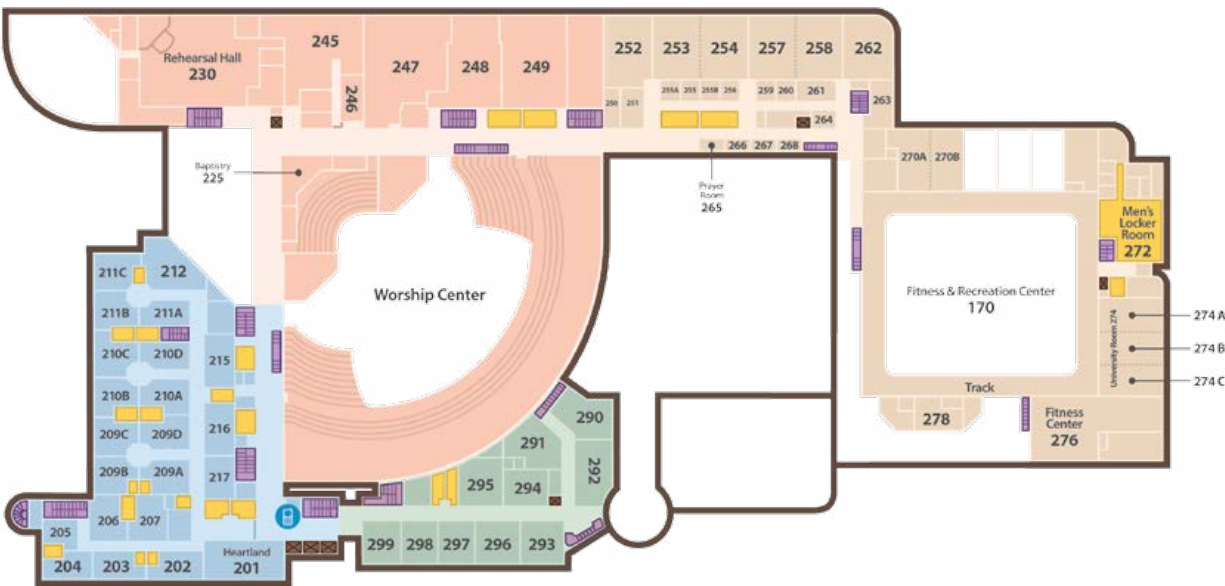 Rehearsal Hall
230
245
246
247
248
249
252
253
254
257
258
262
250
251
255A
255
255B
256
259
260
261
263
264
Baptistry
225
Prayer
Room
265
266
267
268
270A
270B
Men's
Locker
Room
272
211C
212
211B
211A
210C
210D
210B
210A
209C
209D
209B
209A
215
216
217
Worship Center
Fitness & Recreation Center
170
274 A
University Room 274
274 B
274 C
Track
278
Fitness
Center
276
290
291
292
295
294
205
206
207
204
203
202
Heartland
201
299
298
297
296
293